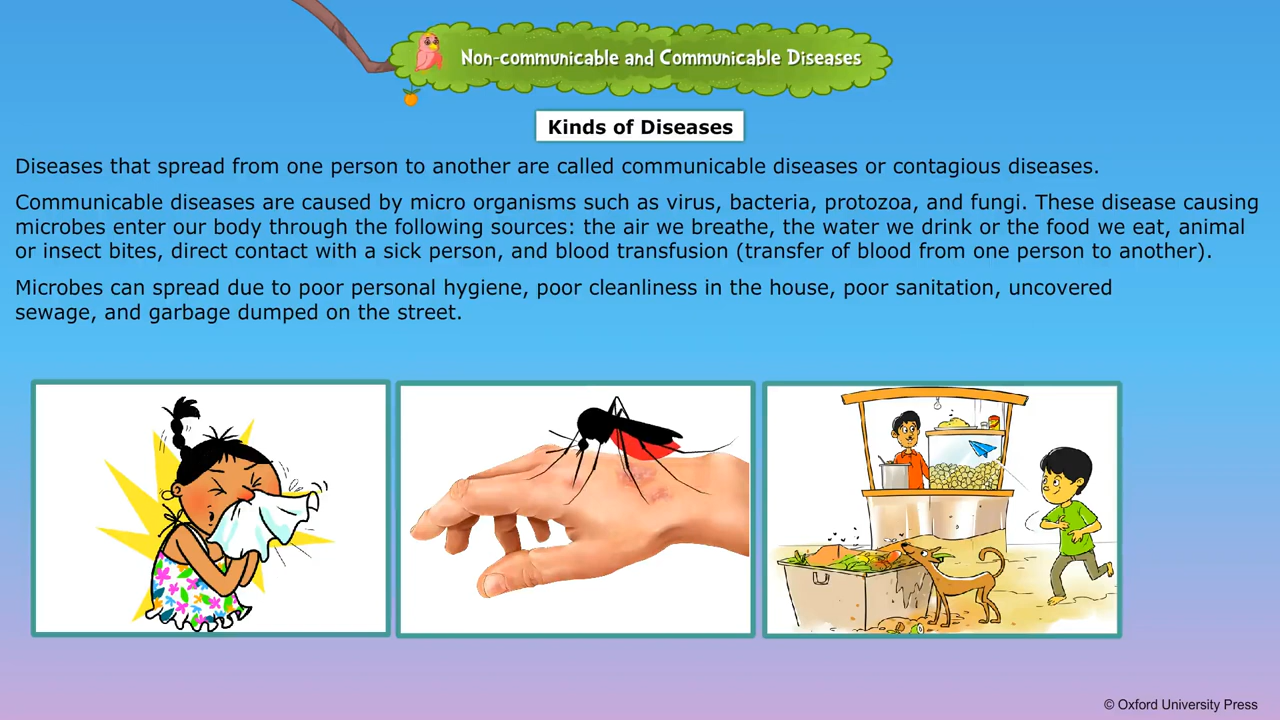 Non-communicable and Communicable Diseases
Kinds of Diseases
Diseases that spread from one person to another are called communicable diseases or contagious diseases.
Communicable diseases are caused by micro organisms such as virus, bacteria, protozoa, and fungi. These disease causing
microbes enter our body through the following sources: the air we breathe, the water we drink or the food we eat, animal
or insect bites, direct contact with a sick person, and blood transfusion (transfer of blood from one person to another).
Microbes can spread due to poor personal hygiene, poor cleanliness in the house, poor sanitation, uncovered
sewage, and garbage dumped on the street.
© Oxford University Press